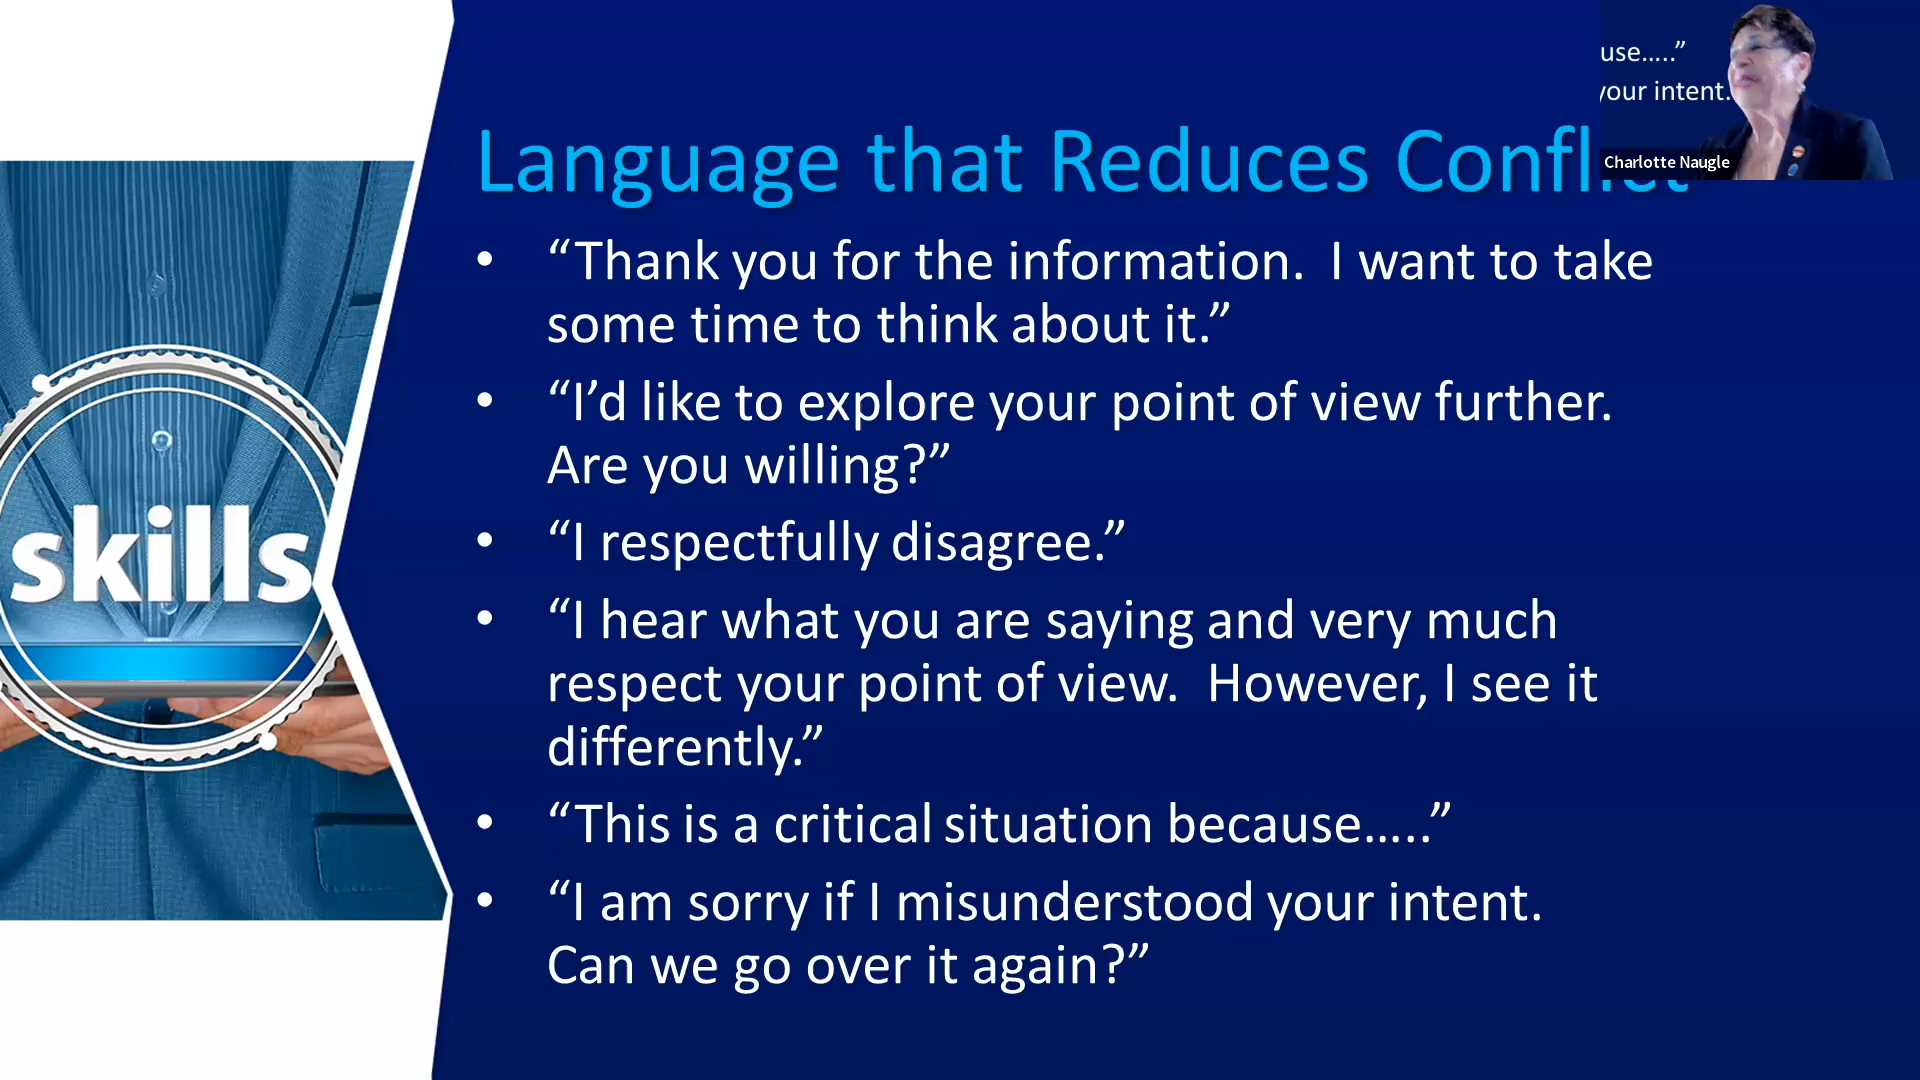 use…..”
your intent.
Charlotte Naugle
Language that Reduces Conflict
• “Thank you for the information.  I want to take
some time to think about it.”
• “I’d like to explore your point of view further.
Are you willing?”
• “I respectfully disagree.”
• “I hear what you are saying and very much
respect your point of view.  However, I see it
differently.”
• “This is a critical situation because…..”
• “I am sorry if I misunderstood your intent.
Can we go over it again?”
skills